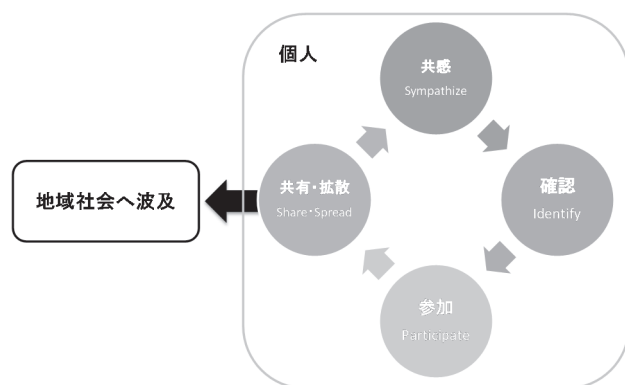 個人
共感
Sympathize
確認
Identify
参加
Participate
共有・拡散
Share・Spread
地域社会へ波及